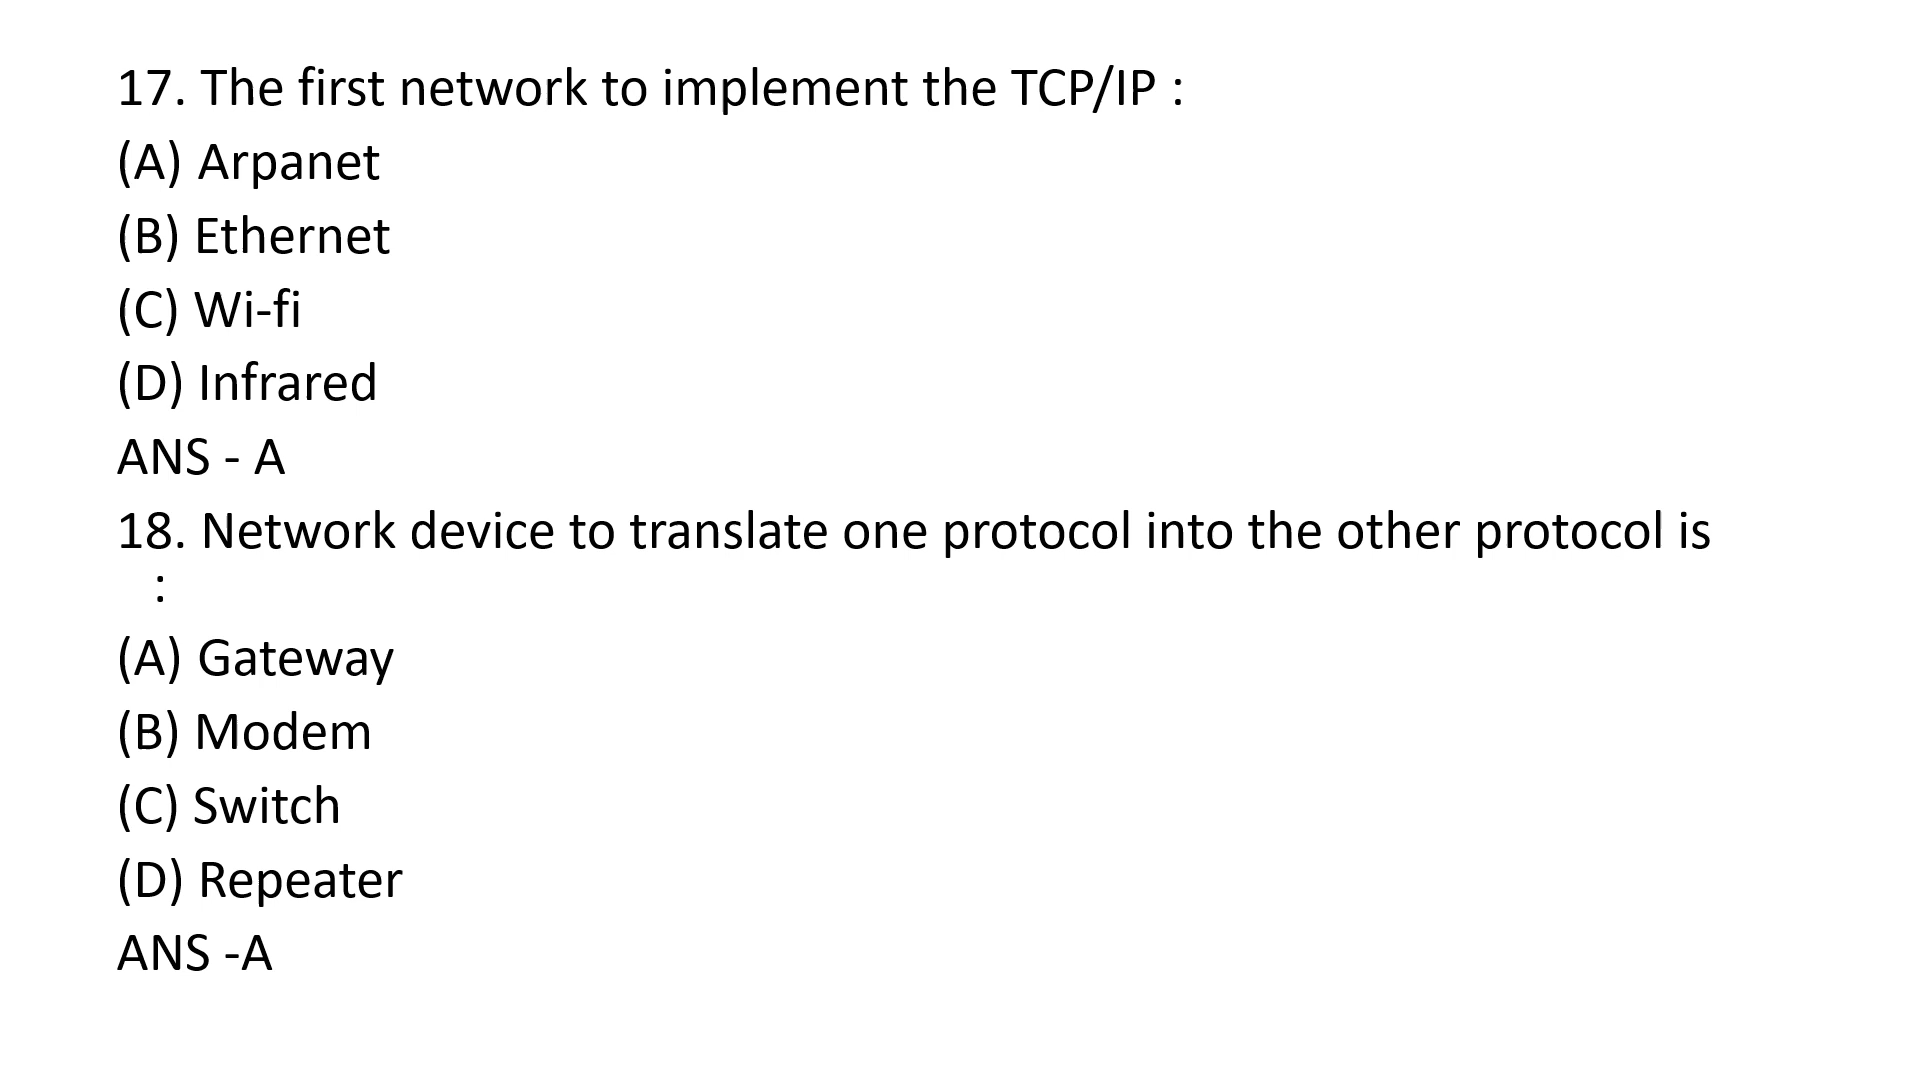 17. The first network to implement the TCP/IP :
(A) Arpanet
(B) Ethernet
(C) Wi-fi
(D) Infrared
ANS - A
18. Network device to translate one protocol into the other protocol is
:
(A) Gateway
(B) Modem
(C) Switch
(D) Repeater
ANS -A